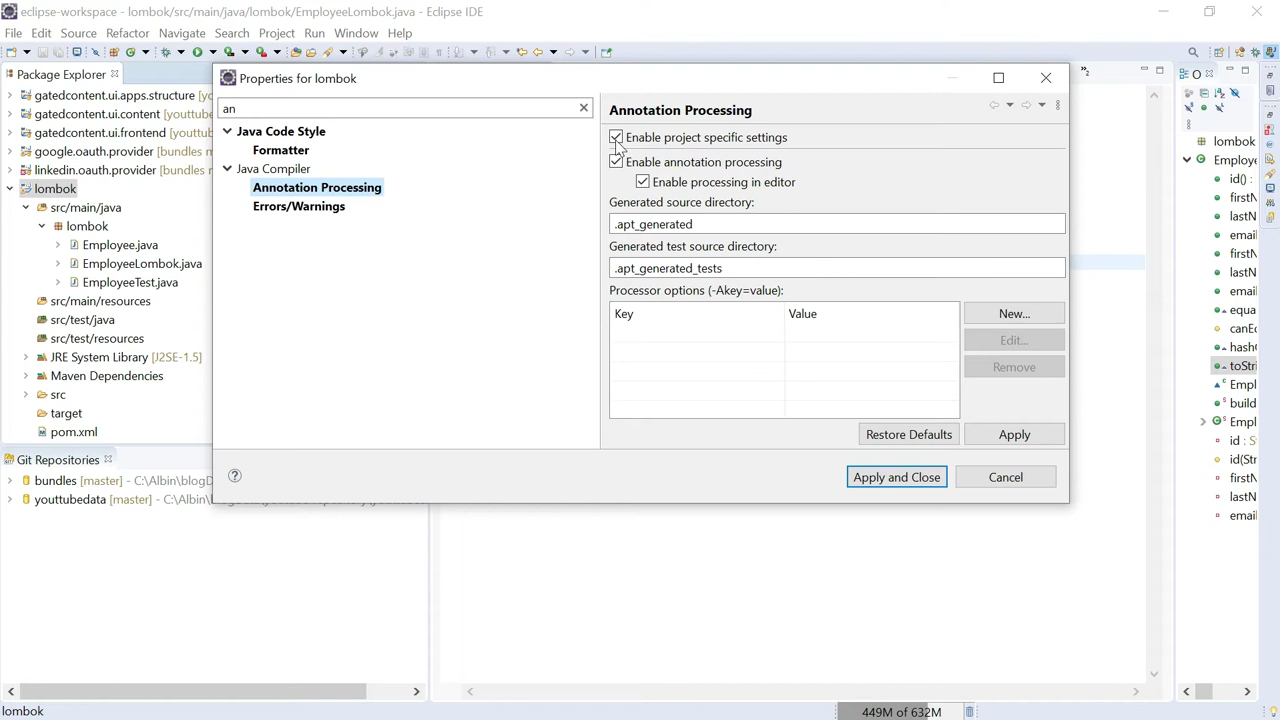 eclipse-workspace - lombok/src/main/java/lombok/EmployeeLombok.java - Eclipse IDE
File Edit Source Refactor Navigate Search Project Run Window Help
Package Explorer
gatedcontent.ui.apps.structure [yo
gatedcontent.ui.content [youttube
gatedcontent.ui.frontend [youttub
google.oauth.provider [bundles m
linkedin.oauth.provider [bundles m
lombok
src/main/java
lombok
Employee.java
EmployeeLombok.java
EmployeeTest.java
src/main/resources
src/test/java
src/test/resources
JRE System Library [J2SE-1.5]
Maven Dependencies
src
target
pom.xml
Git Repositories
bundles [master] - C:\Albin\blogD
youttubedata [master] - C:\Albin\blogD
Properties for lombok
an
Java Code Style
Formatter
Java Compiler
Annotation Processing
Errors/Warnings
Annotation Processing
Enable project specific settings
Enable annotation processing
Enable processing in editor
Generated source directory:
.apt_generated
Generated test source directory:
.apt_generated_tests
Processor options (-Akey=value):
Key Value
New...
Edit...
Remove
Restore Defaults Apply
Apply and Close Cancel
O
lombok
Employe
id() :
firstN
lastN
email
firstN
lastN
email
equa
canEc
hashC
toStri
Empl
build
Empl
id : S
id(Str
firstN
lastN
email
lombok
449M of 632M